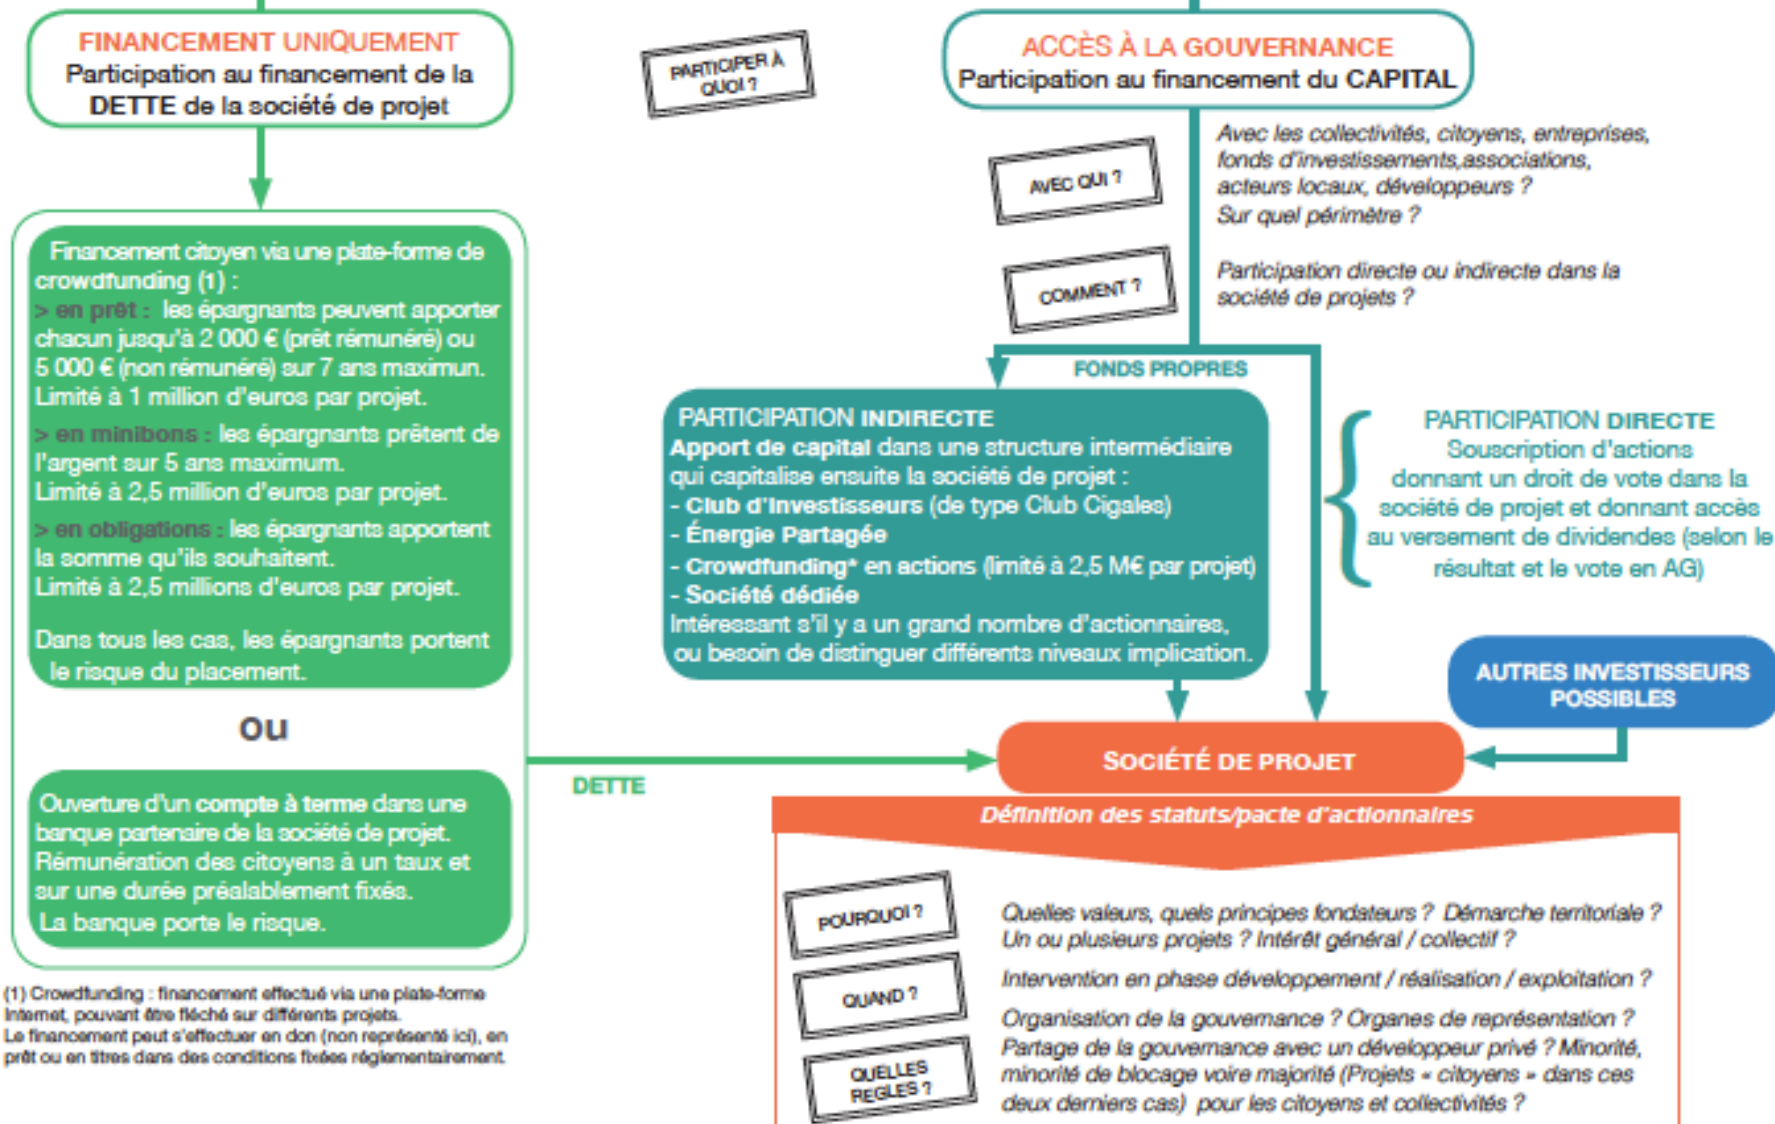 FINANCEMENT UNIQUEMENT
Participation au financement de la
DETTE de la société de projet
PARTICIPER À
QUOI ?
ACCÈS À LA GOUVERNANCE
Participation au financement du CAPITAL
AVEC QUI ?
Avec les collectivités, citoyens, entreprises,
fonds d'investissements,associations,
acteurs locaux, développeurs ?
Sur quel périmètre ?
COMMENT ?
Participation directe ou indirecte dans la
société de projets ?
Financement citoyen via une plate-forme de
crowdfunding (1) :
> en prêt : les épargnants peuvent apporter
chacun jusqu'à 2 000 € (prêt rémunéré) ou
5 000 € (non rémunéré) sur 7 ans maximun.
Limité à 1 million d'euros par projet.
> en minibons : les épargnants prêtent de
l'argent sur 5 ans maximum.
Limité à 2,5 million d'euros par projet.
> en obligations : les épargnants apportent
la somme qu'ils souhaitent.
Limité à 2,5 millions d'euros par projet.
Dans tous les cas, les épargnants portent
le risque du placement.
ou
Ouverture d'un compte à terme dans une
banque partenaire de la société de projet.
Rémunération des citoyens à un taux et
sur une durée préalablement fixés.
La banque porte le risque.
(1) Crowdfunding : financement effectué via une plate-forme
Internet, pouvant être fléché sur différents projets.
Le financement peut s'effectuer en don (non représenté ici), en
prêt ou en titres dans des conditions fixées réglementairement.
DETTE
FONDS PROPRES
PARTICIPATION INDIRECTE
Apport de capital dans une structure intermédiaire
qui capitalise ensuite la société de projet :
- Club d'Investisseurs (de type Club Cigales)
- Énergie Partagée
- Crowdfunding* en actions (limité à 2,5 M€ par projet)
- Société dédiée
Intéressant s'il y a un grand nombre d'actionnaires,
ou besoin de distinguer différents niveaux implication.
PARTICIPATION DIRECTE
Souscription d'actions
donnant un droit de vote dans la
société de projet et donnant accès
au versement de dividendes (selon le
résultat et le vote en AG)
AUTRES INVESTISSEURS
POSSIBLES
SOCIÉTÉ DE PROJET
Définition des statuts/pacte d'actionnaires
POURQUOI ?
Quelles valeurs, quels principes fondateurs ? Démarche territoriale ?
Un ou plusieurs projets ? Intérêt général / collectif ?
QUAND ?
Intervention en phase développement / réalisation / exploitation ?
QUELLES
REGLES ?
Organisation de la gouvernance ? Organes de représentation ?
Partage de la gouvernance avec un développeur privé ? Minorité,
minorité de blocage voire majorité (Projets « citoyens » dans ces
deux derniers cas) pour les citoyens et collectivités ?